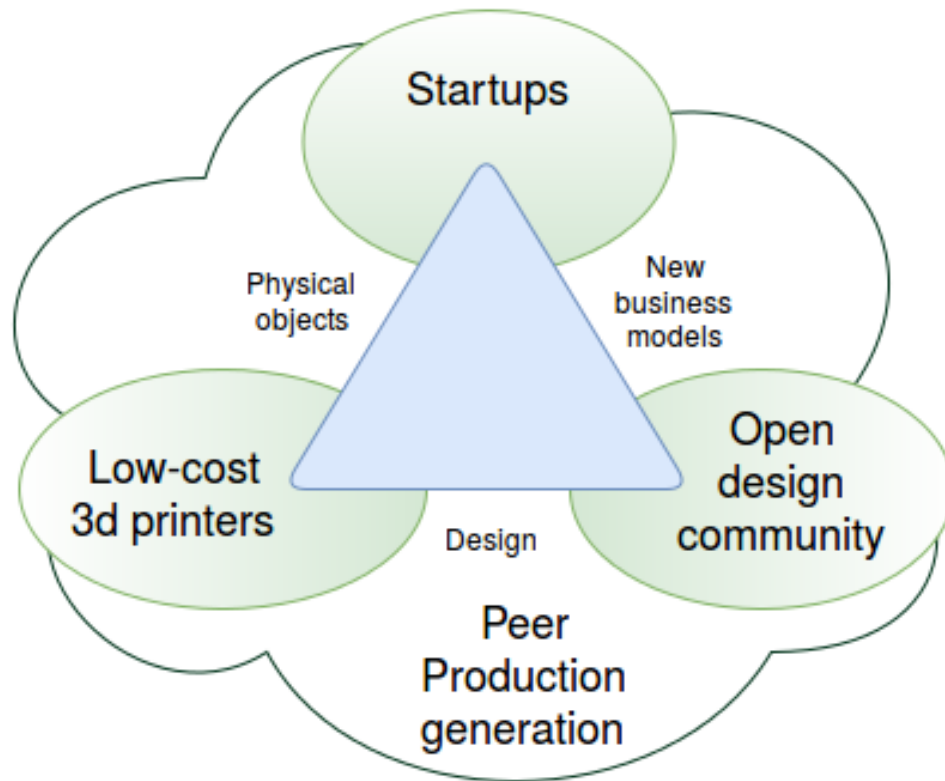 Startups
Physical
objects
New
business
models
Low-cost
3d printers
Open
design
community
Design
Peer
Production
generation